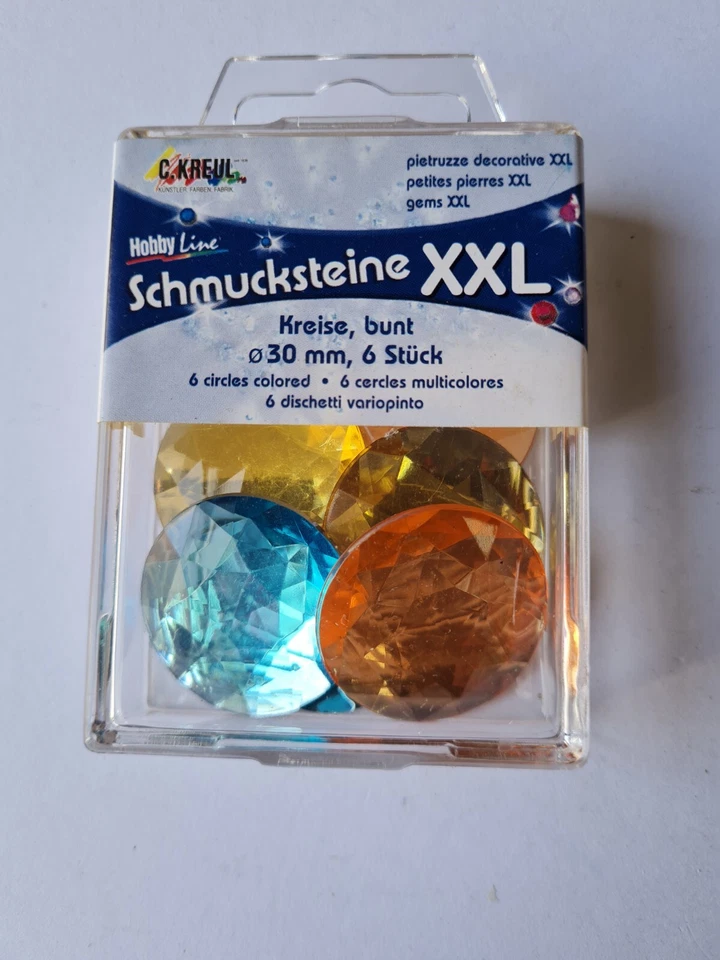 C. KREUL
KÜNSTLER FARBEN FABRIK
pietruzze decorative XXL
petites pierres XXL
gems XXL
Hobby Line
Schmucksteine XXL
Kreise, bunt
ø 30 mm, 6 Stück
6 circles colored • 6 cercles multicolores
6 dischetti variopinto